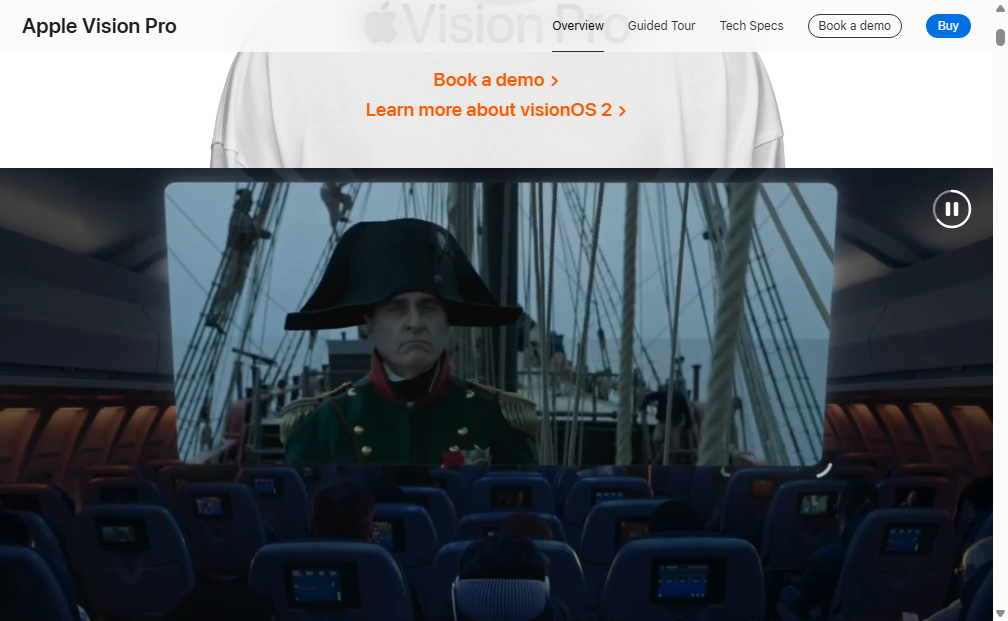 Apple Vision Pro
Overview
Guided Tour
Tech Specs
Book a demo
Buy
Vision Pro
Book a demo >
Learn more about visionOS 2 >